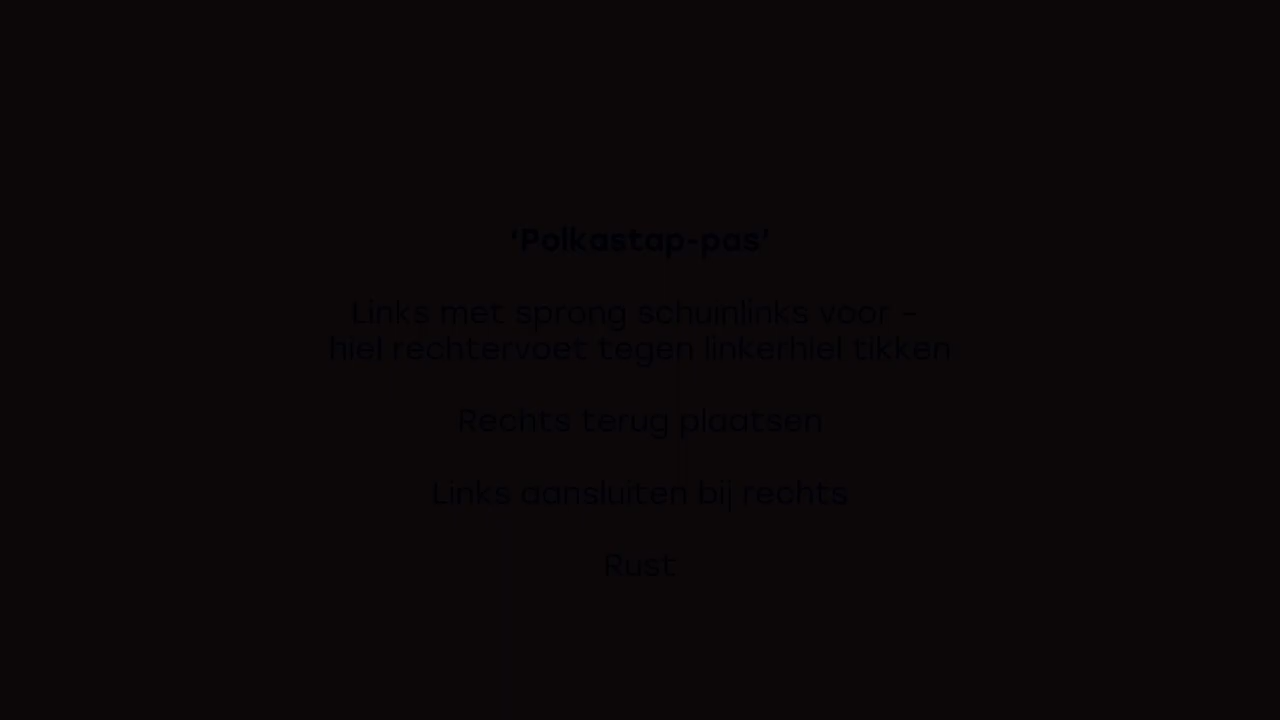 ‘Polkastap-pas’
Links met sprong schuinlinks voor –
hiel rechtervoet tegen linkerhiel tikken
Rechts terug plaatsen
Links aansluiten bij rechts
Rust